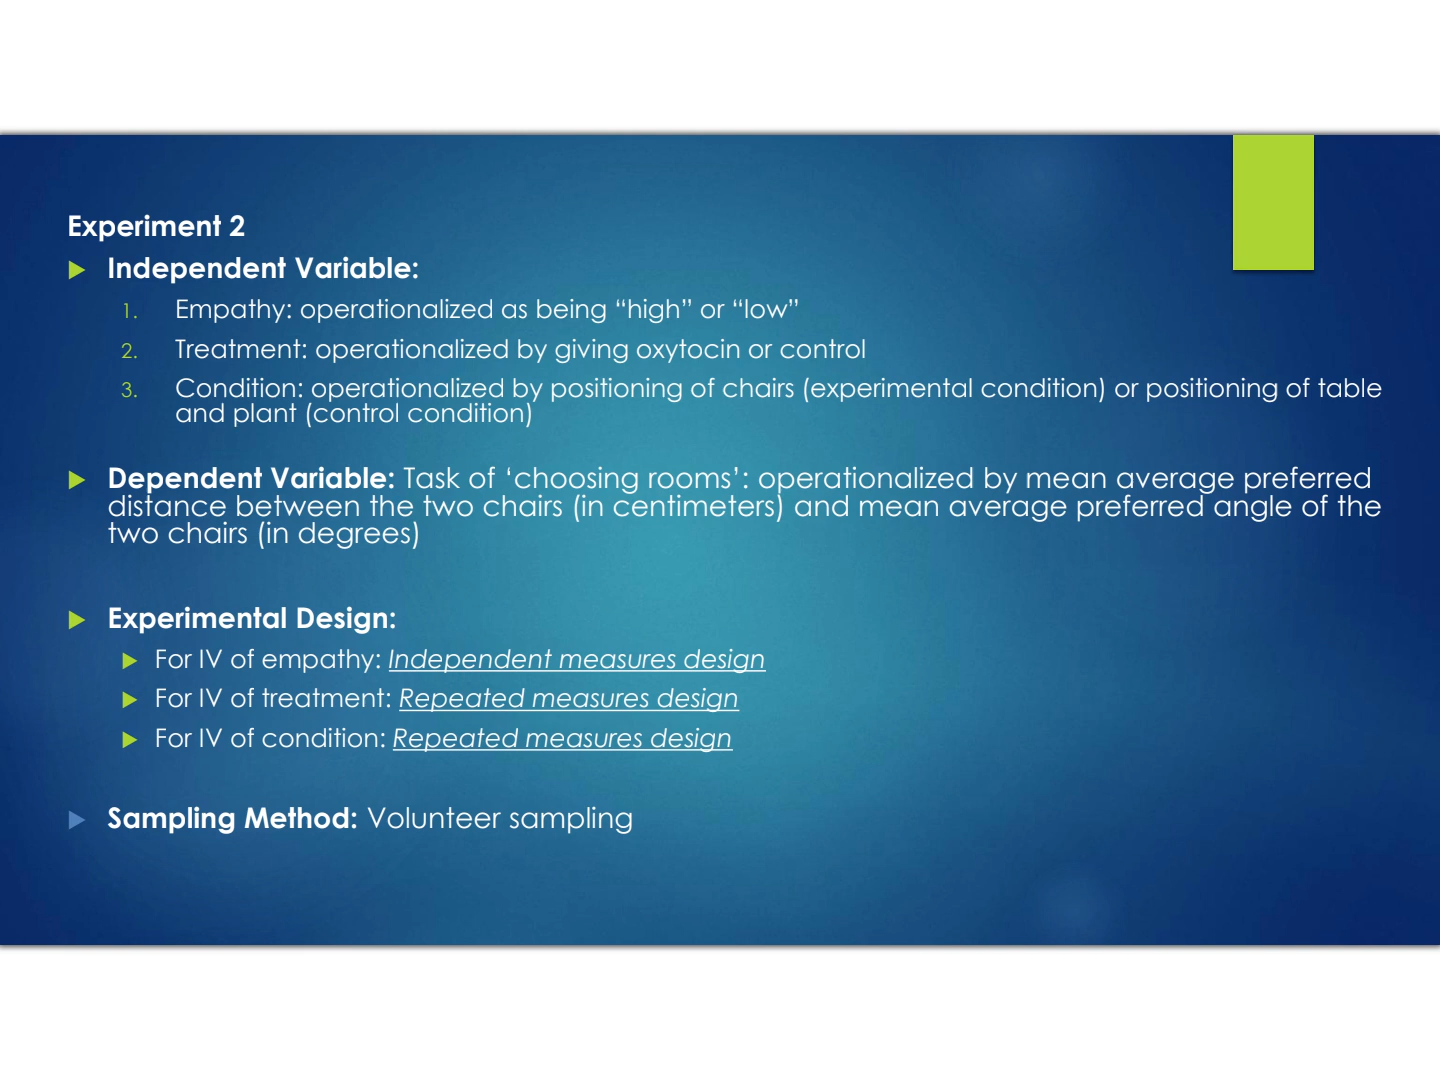 Experiment 2
Independent Variable:
1. Empathy: operationalized as being “high” or “low”
2. Treatment: operationalized by giving oxytocin or control
3. Condition: operationalized by positioning of chairs (experimental condition) or positioning of table
and plant (control condition)
Dependent Variable: Task of ‘choosing rooms’: operationalized by mean average preferred
distance between the two chairs (in centimeters) and mean average preferred angle of the
two chairs (in degrees)
Experimental Design:
For IV of empathy: Independent measures design
For IV of treatment: Repeated measures design
For IV of condition: Repeated measures design
Sampling Method: Volunteer sampling